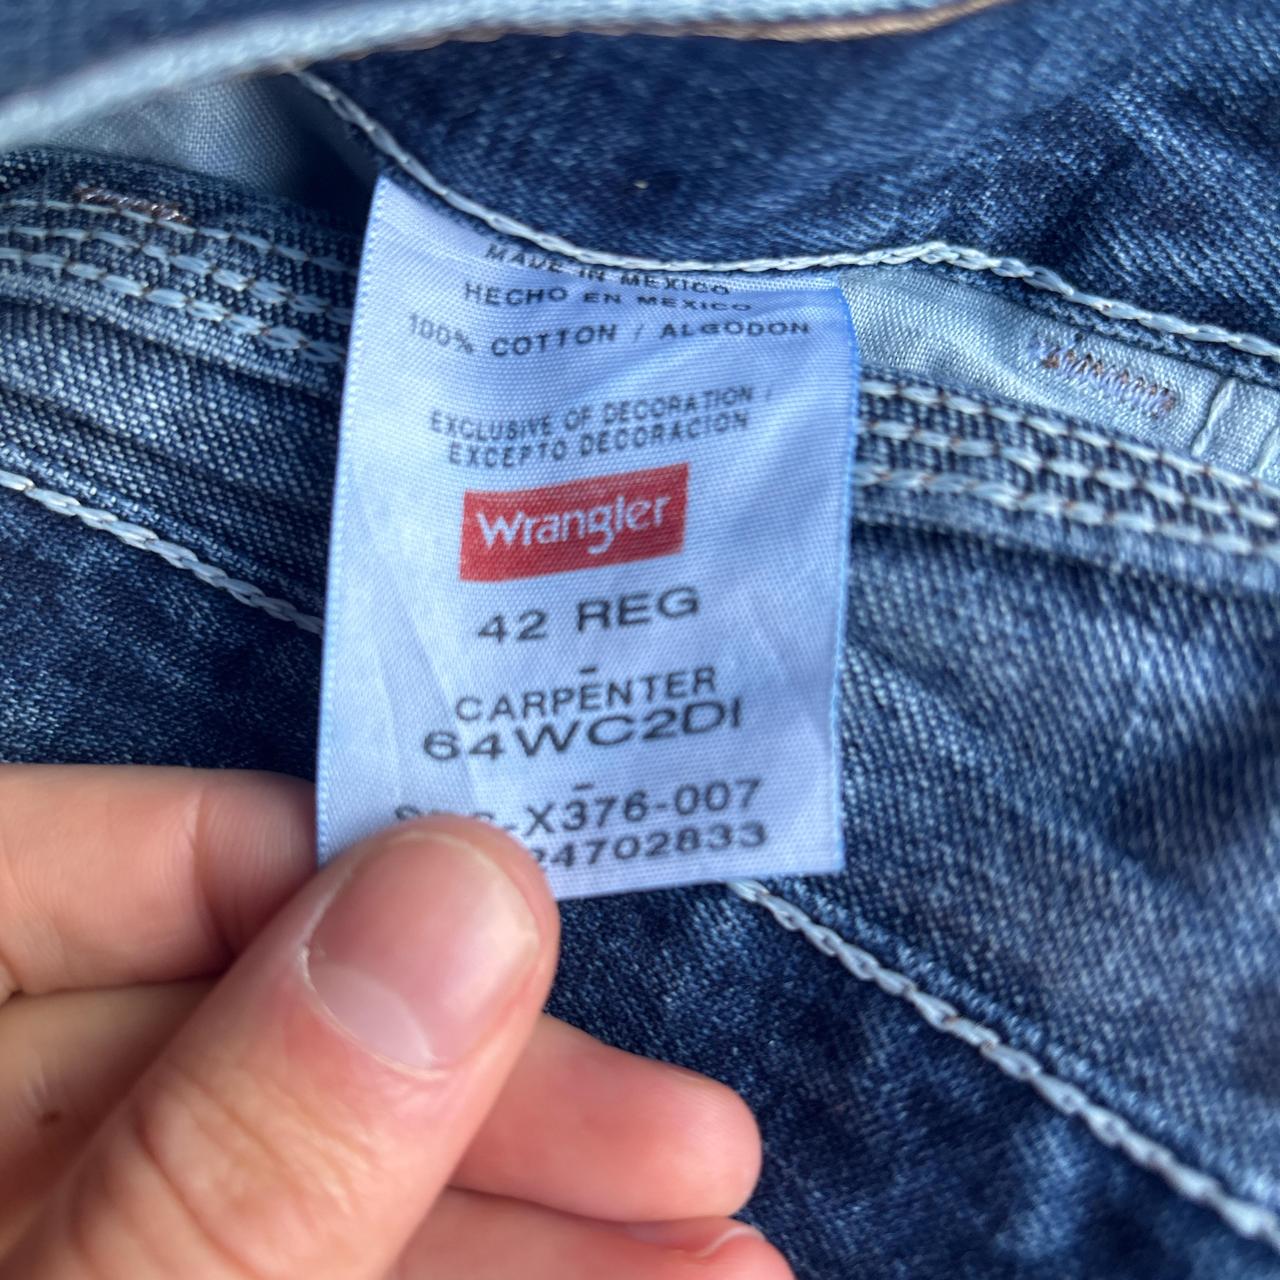 MADE IN MEXICO
HECHO EN MEXICO
100% COTTON / ALGODON
EXCLUSIVE OF DECORATION /
EXCEPTO DECORACION
Wrangler
42 REG
-
CARPENTER
64WC2DI
-
-X376-007
24702833